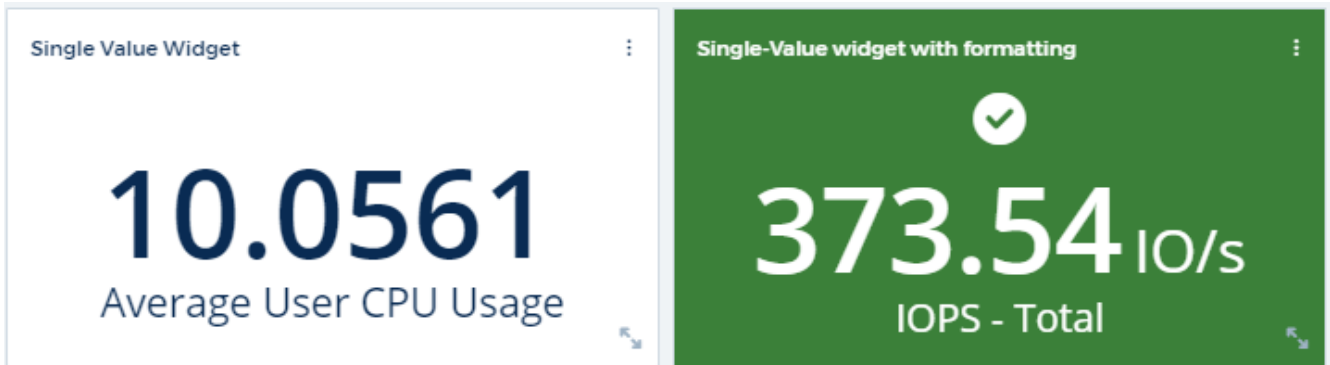 Single Value Widget
10.0561
Average User CPU Usage
Single-Value widget with formatting
373.54 IO/s
IOPS - Total